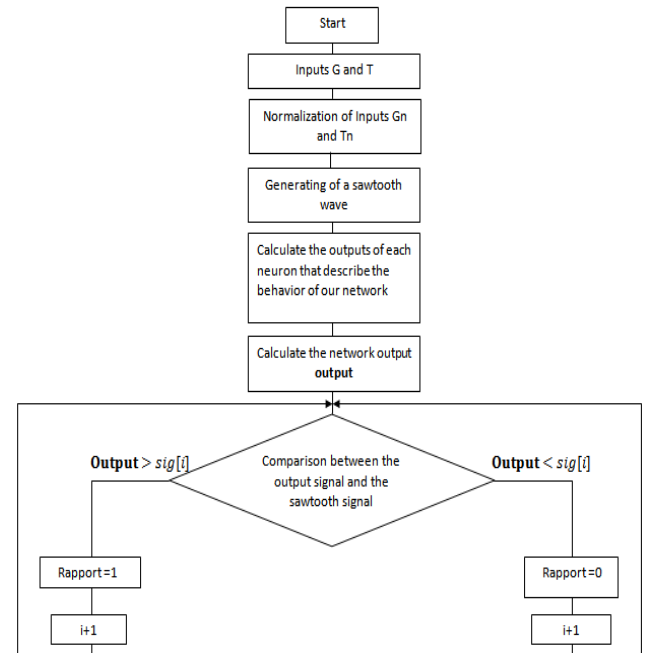 Start
Inputs G and T
Normalization of Inputs Gn
and Tn
Generating of a sawtooth
wave
Calculate the outputs of each
neuron that describe the
behavior of our network
Calculate the network output
output
Output > sig[i]
Comparison between the
output signal and the
sawtooth signal
Output < sig[i]
Rapport=1
Rapport=0
i+1
i+1